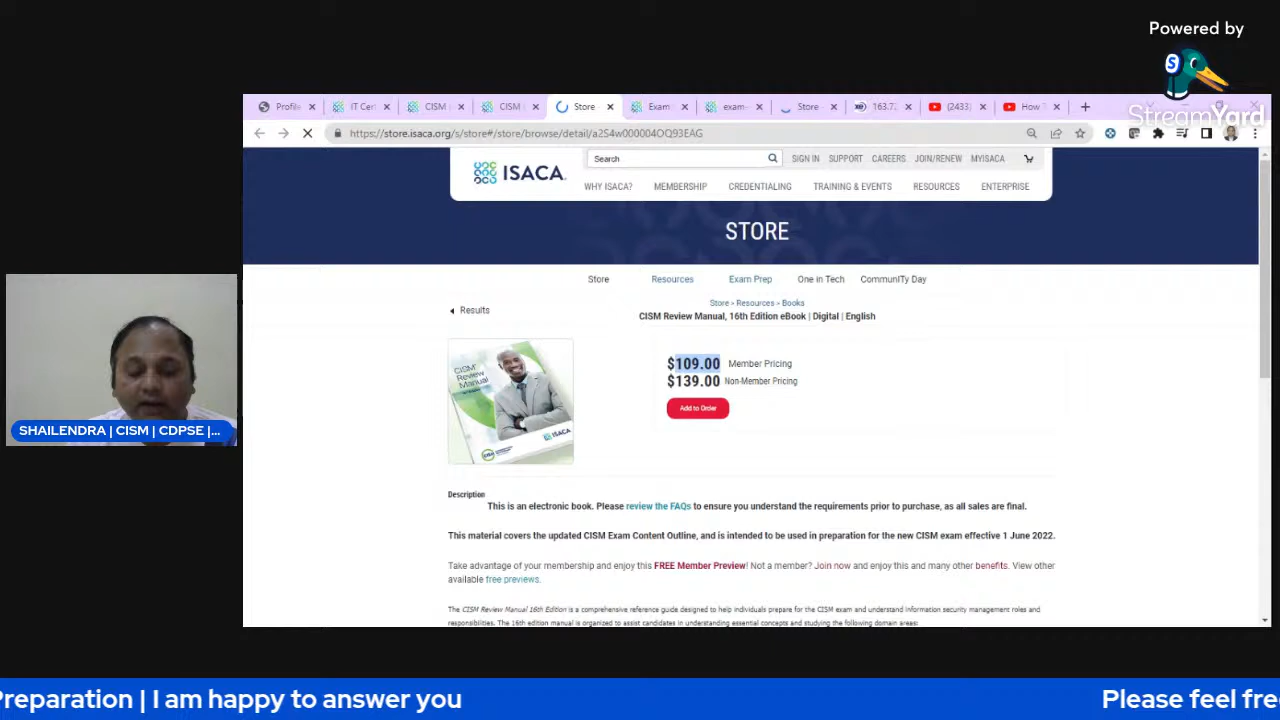 Powered by
S
StreamYard
Profile
IT Cer
CISM
CISM
Store
Exam
exam-
Store
163.7
(2433)
How T
https://store.isaca.org/s/store#/store/browse/detail/a2S4w000004OQ93EAG
ISACA.
Search
SIGN IN SUPPORT CAREERS JOIN/RENEW MYISACA
WHY ISACA? MEMBERSHIP CREDENTIALING TRAINING & EVENTS RESOURCES ENTERPRISE
STORE
Store Resources Exam Prep One in Tech CommunITy Day
Results
Store > Resources > Books
CISM Review Manual, 16th Edition eBook | Digital | English
CISM
Review
Manual
ISACA
$109.00 Member Pricing
$139.00 Non-Member Pricing
Add to Order
SHAILENDRA | CISM | CDPSE |...
Description
This is an electronic book. Please review the FAQs to ensure you understand the requirements prior to purchase, as all sales are final.
This material covers the updated CISM Exam Content Outline, and is intended to be used in preparation for the new CISM exam effective 1 June 2022.
Take advantage of your membership and enjoy this FREE Member Preview! Not a member? Join now and enjoy this and many other benefits. View other
available free previews.
The CISM Review Manual 16th Edition is a comprehensive reference guide designed to help individuals prepare for the CISM exam and understand information security management roles and
responsibilities. The 16th edition manual is organized to assist candidates in understanding essential concepts and studying the following domain areas:
Preparation | I am happy to answer you
Please feel fre